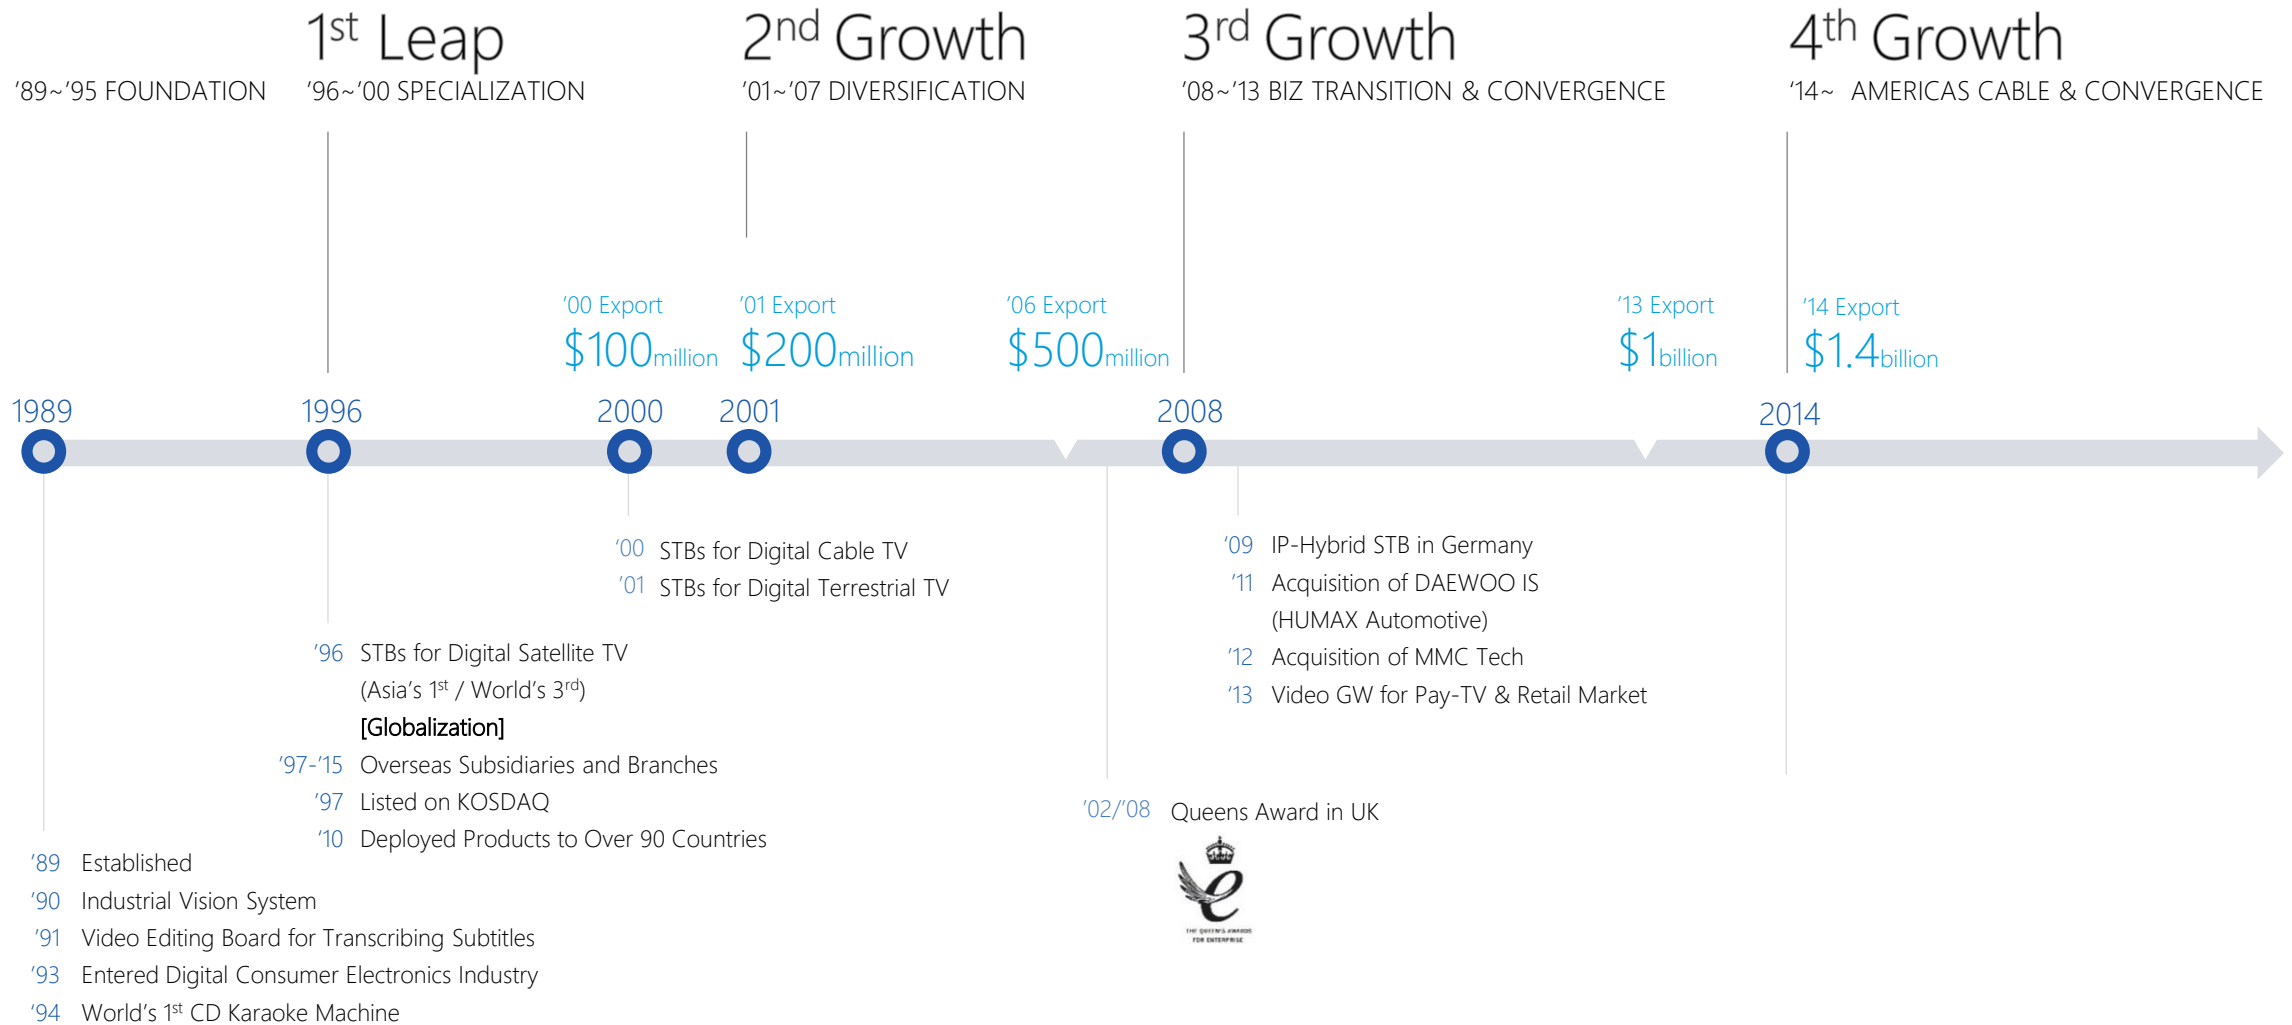 1st Leap
2nd Growth
3rd Growth
4th Growth
'89~'95 FOUNDATION
'96~'00 SPECIALIZATION
'01~'07 DIVERSIFICATION
'08~'13 BIZ TRANSITION & CONVERGENCE
'14~ AMERICAS CABLE & CONVERGENCE
'00 Export
$100million
'01 Export
$200million
'06 Export
$500million
'13 Export
$1billion
'14 Export
$1.4billion
1989
1996
2000
2001
2008
2014
'00 STBs for Digital Cable TV
'01 STBs for Digital Terrestrial TV
'09 IP-Hybrid STB in Germany
'11 Acquisition of DAEWOO IS
(HUMAX Automotive)
'12 Acquisition of MMC Tech
'13 Video GW for Pay-TV & Retail Market
'96 STBs for Digital Satellite TV
(Asia's 1st / World's 3rd)
[Globalization]
'97-'15 Overseas Subsidiaries and Branches
'97 Listed on KOSDAQ
'10 Deployed Products to Over 90 Countries
'02/'08 Queens Award in UK
THE QUEEN'S AWARDS
FOR ENTERPRISE
'89 Established
'90 Industrial Vision System
'91 Video Editing Board for Transcribing Subtitles
'93 Entered Digital Consumer Electronics Industry
'94 World's 1st CD Karaoke Machine